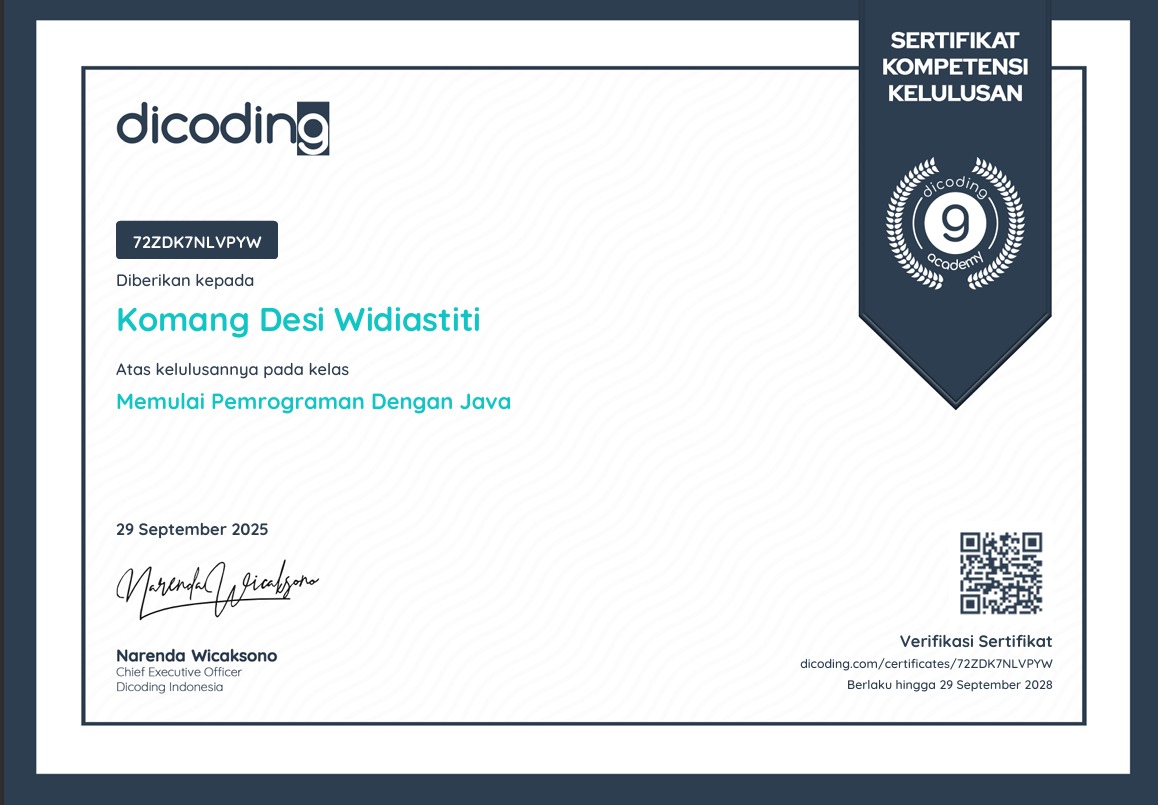 SERTIFIKAT
KOMPETENSI
KELULUSAN
dicoding
dicoding
9
academy
72ZDK7NLVPYW
Diberikan kepada
Komang Desi Widiastiti
Atas kelulusannya pada kelas
Memulai Pemrograman Dengan Java
29 September 2025
Narenda Wicaksono
Narenda Wicaksono
Chief Executive Officer
Dicoding Indonesia
Verifikasi Sertifikat
dicoding.com/certificates/72ZDK7NLVPYW
Berlaku hingga 29 September 2028